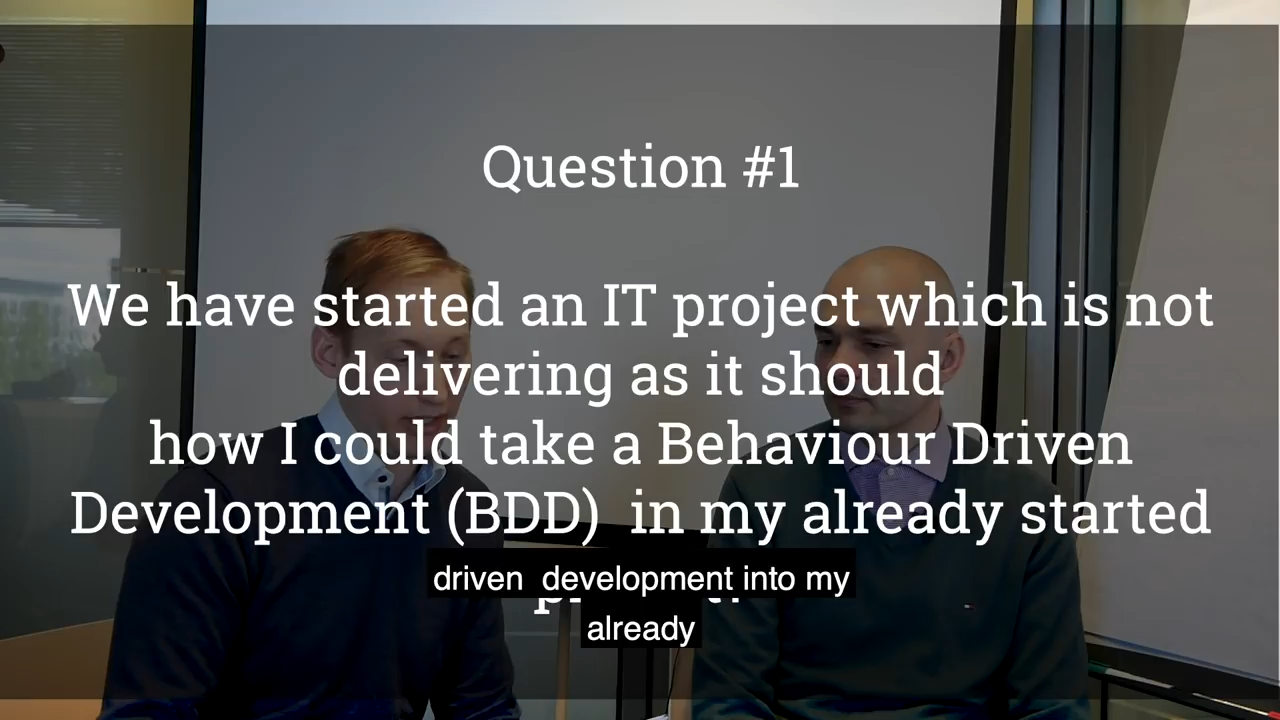 Question #1
We have started an IT project which is not
delivering as it should
how I could take a Behaviour Driven
Development (BDD) in my already started
driven development into my
already